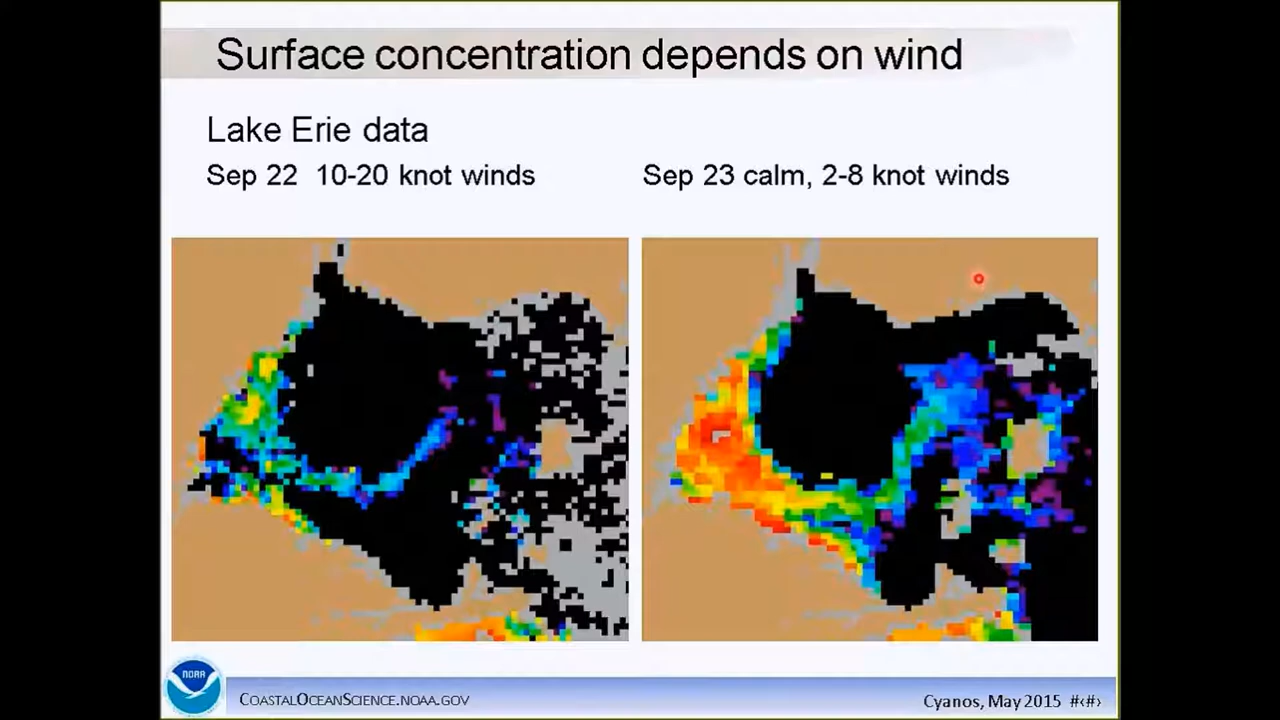 Surface concentration depends on wind
Lake Erie data
Sep 22 10-20 knot winds
Sep 23 calm, 2-8 knot winds
NOAA
COASTALOCEANSCIENCE.NOAA.GOV
Cyanos, May 2015 #‹#›